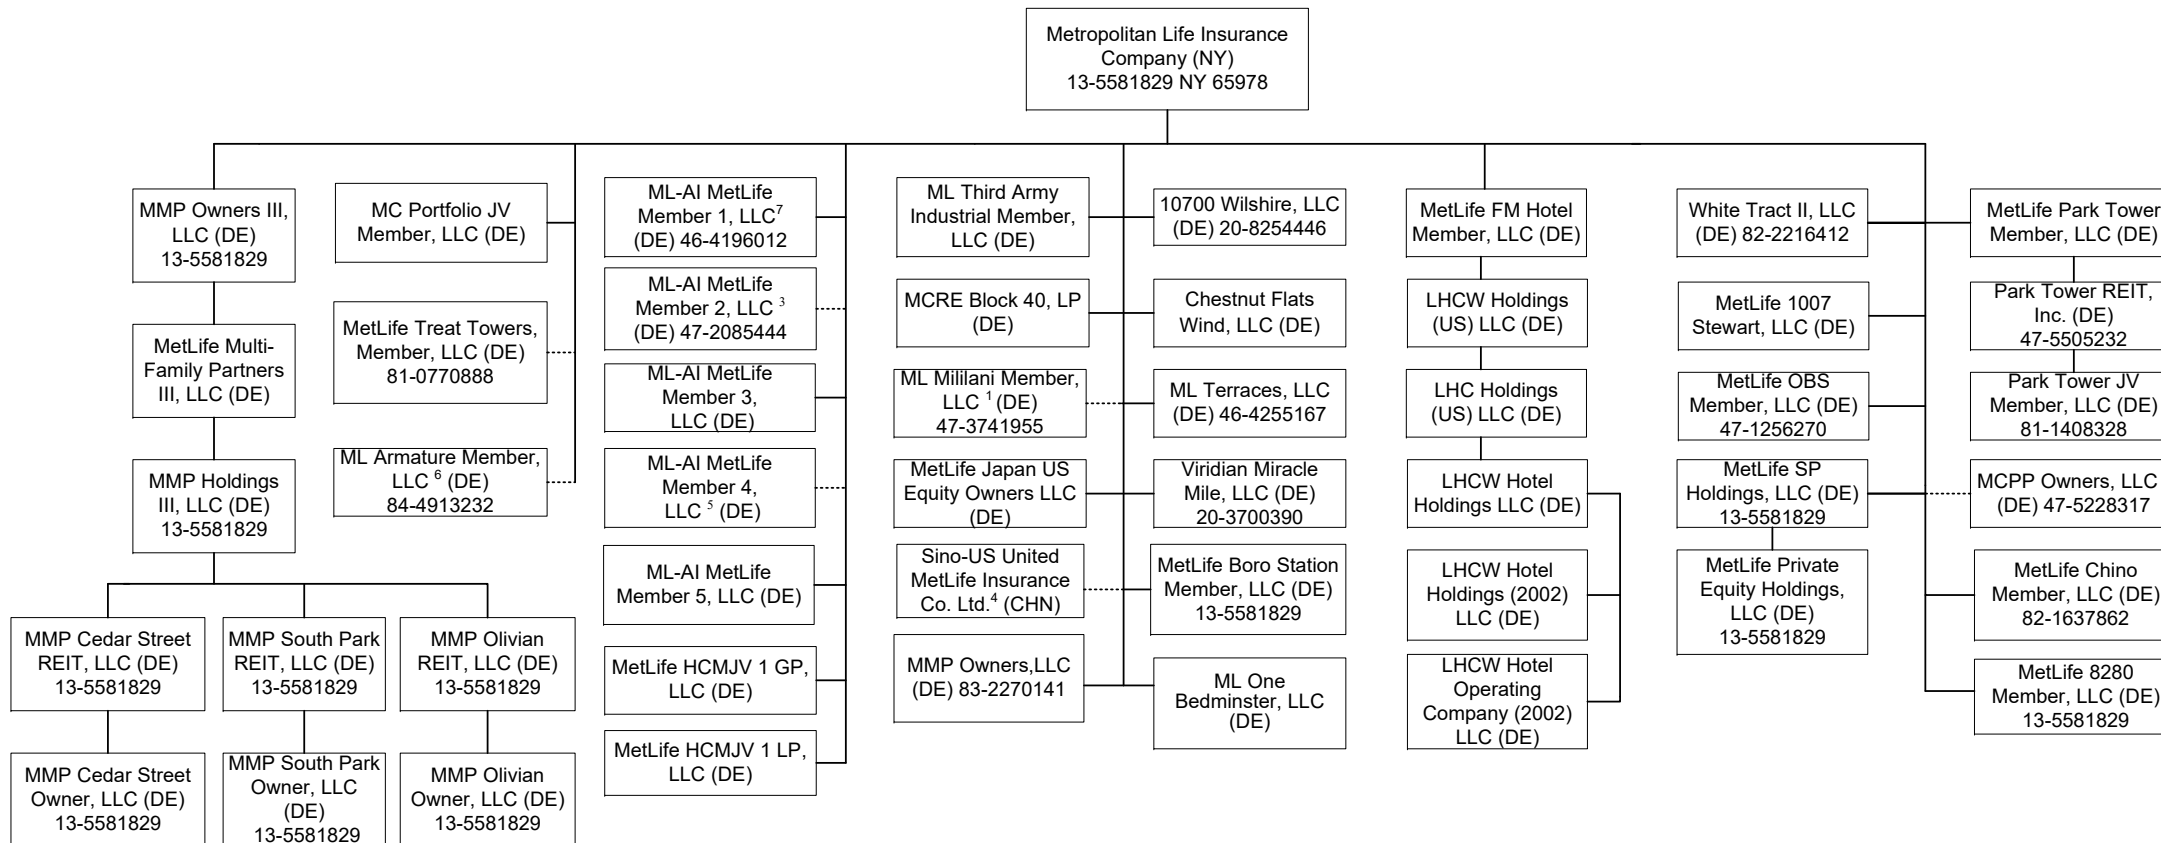 Metropolitan Life Insurance
Company (NY)
13-5581829 NY 65978
MMP Owners III,
LLC (DE)
13-5581829
MetLife Multi-
Family Partners
III, LLC (DE)
MMP Holdings
III, LLC (DE)
13-5581829
MMP Cedar Street
REIT, LLC (DE)
13-5581829
MMP South Park
REIT, LLC (DE)
13-5581829
MMP Olivian
REIT, LLC (DE)
13-5581829
MMP Cedar Street
Owner, LLC (DE)
13-5581829
MMP South Park
Owner, LLC
(DE)
13-5581829
MMP Olivian
Owner, LLC (DE)
13-5581829
MC Portfolio JV
Member, LLC (DE)
MetLife Treat Towers,
Member, LLC (DE)
81-0770888
ML Armature Member,
LLC 6 (DE)
84-4913232
ML-AI MetLife
Member 1, LLC7
(DE) 46-4196012
ML-AI MetLife
Member 2, LLC 3
(DE) 47-2085444
ML-AI MetLife
Member 3,
LLC (DE)
ML-AI MetLife
Member 4,
LLC 5 (DE)
ML-AI MetLife
Member 5, LLC (DE)
MetLife HCMJV 1 GP,
LLC (DE)
MetLife HCMJV 1 LP,
LLC (DE)
ML Third Army
Industrial Member,
LLC (DE)
MCRE Block 40, LP
(DE)
ML Mililani Member,
LLC 1 (DE)
47-3741955
MetLife Japan US
Equity Owners LLC
(DE)
Sino-US United
MetLife Insurance
Co. Ltd.4 (CHN)
MMP Owners,LLC
(DE) 83-2270141
10700 Wilshire, LLC
(DE) 20-8254446
Chestnut Flats
Wind, LLC (DE)
ML Terraces, LLC
(DE) 46-4255167
Viridian Miracle
Mile, LLC (DE)
20-3700390
MetLife Boro Station
Member, LLC (DE)
13-5581829
ML One
Bedminster, LLC
(DE)
MetLife FM Hotel
Member, LLC (DE)
LHCW Holdings
(US) LLC (DE)
LHC Holdings
(US) LLC (DE)
LHCW Hotel
Holdings LLC (DE)
LHCW Hotel
Holdings (2002)
LLC (DE)
LHCW Hotel
Operating
Company (2002)
LLC (DE)
White Tract II, LLC
(DE) 82-2216412
MetLife 1007
Stewart, LLC (DE)
MetLife OBS
Member, LLC (DE)
47-1256270
MetLife SP
Holdings, LLC (DE)
13-5581829
MetLife Private
Equity Holdings,
LLC (DE)
13-5581829
MetLife Park Tower
Member, LLC (DE)
Park Tower REIT,
Inc. (DE)
47-5505232
Park Tower JV
Member, LLC (DE)
81-1408328
MCPP Owners, LLC
(DE) 47-5228317
MetLife Chino
Member, LLC (DE)
82-1637862
MetLife 8280
Member, LLC (DE)
13-5581829